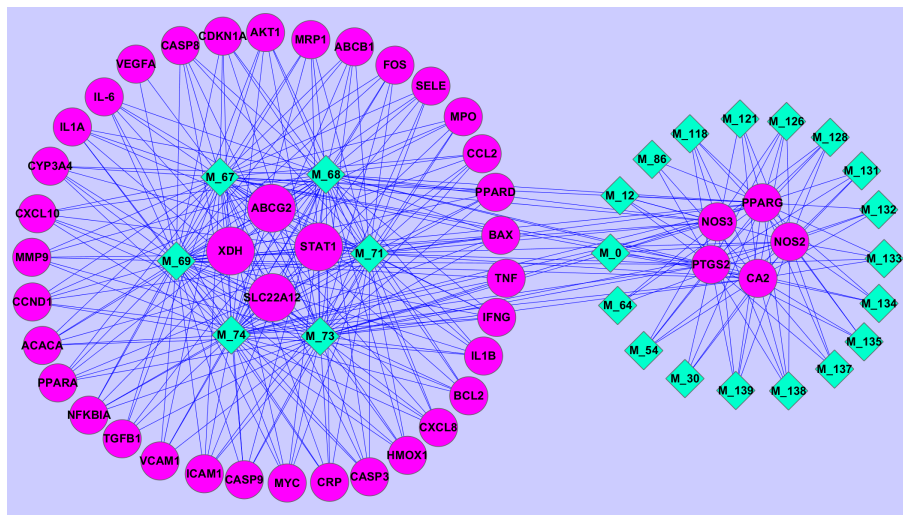 CDKN1A
AKT1
MRP1
ABCB1
CASP8
FOS
VEGFA
SELE
IL-6
MPO
IL1A
CCL2
CYP3A4
PPARD
CXCL10
BAX
MMP9
TNF
CCND1
IFNG
ACACA
IL1B
PPARA
BCL2
NFKBIA
CXCL8
TGFB1
HMOX1
VCAM1
CASP3
ICAM1
CASP9
MYC
CRP
M_67
M_68
ABCG2
XDH
STAT1
M_69
M_71
SLC22A12
M_74
M_73
M_121
M_126
M_118
M_128
M_86
M_131
M_12
M_132
M_0
M_133
M_64
M_134
M_54
M_135
M_30
M_137
M_139
M_138
PPARG
NOS3
NOS2
PTGS2
CA2